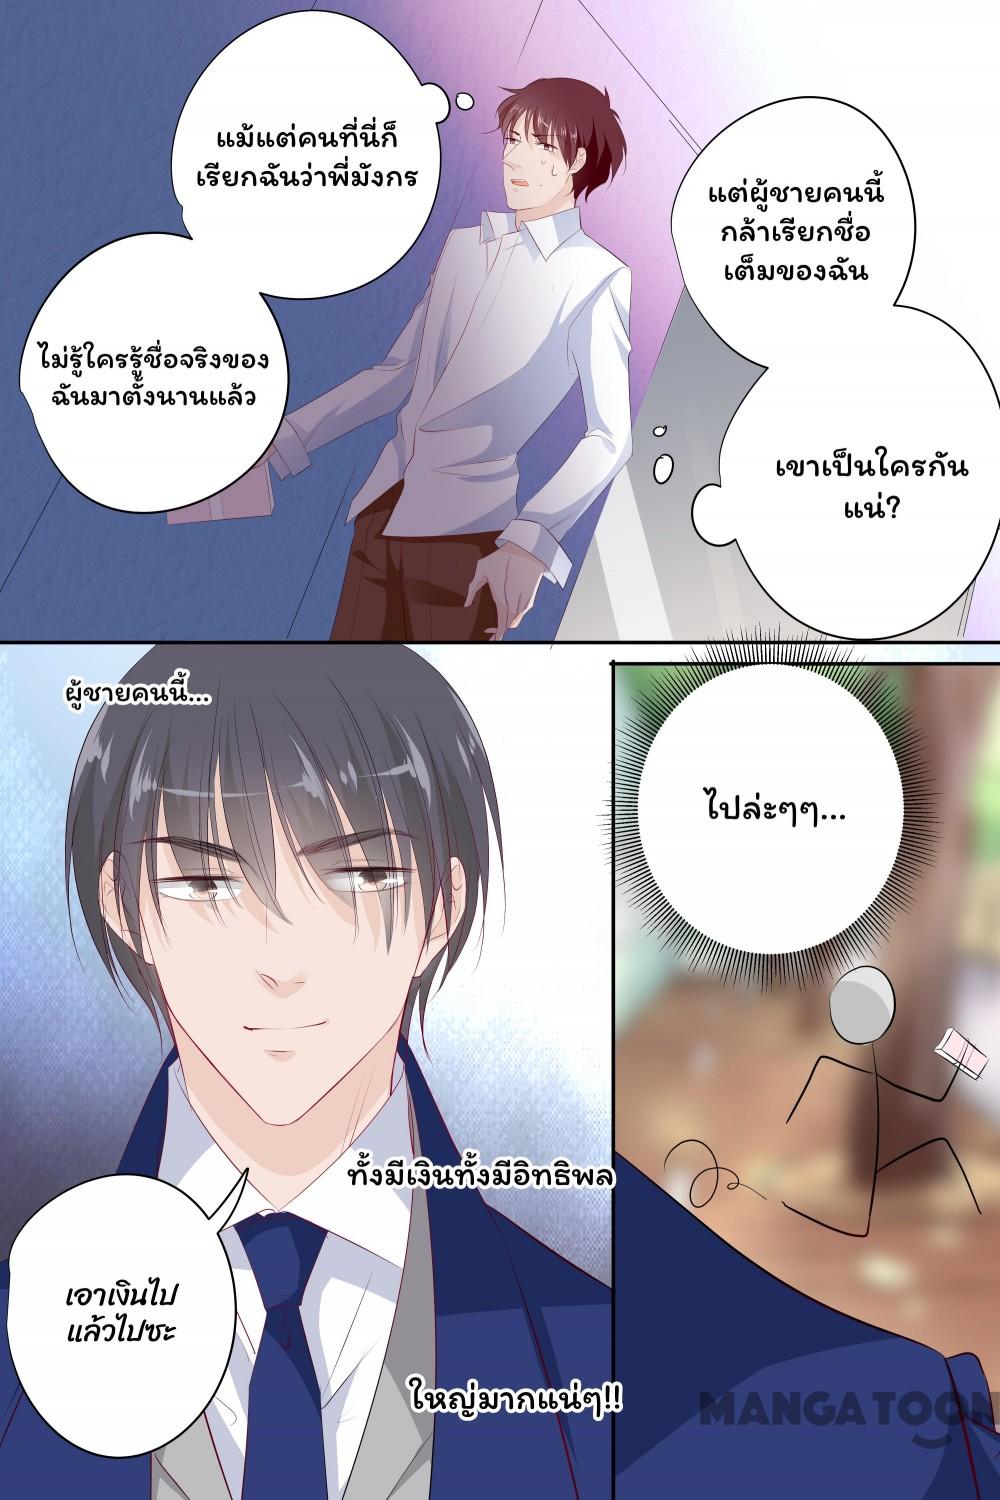 แม้แต่คนที่นี่ก็
เรียกฉันว่าพี่มังกร
ไม่รู้ใครรู้ชื่อจริงของ
ฉันมาตั้งนานแล้ว
แต่ผู้ชายคนนี้
กล้าเรียกชื่อ
เต็มของฉัน
เขาเป็นใครกัน
แน่?
ผู้ชายคนนี้...
ทั้งมีเงินทั้งมีอิทธิพล
เอาเงินไป
แล้วไปซะ
ใหญ่มากแน่ๆ!!
ไปล่ะๆๆ...
MANGATOON